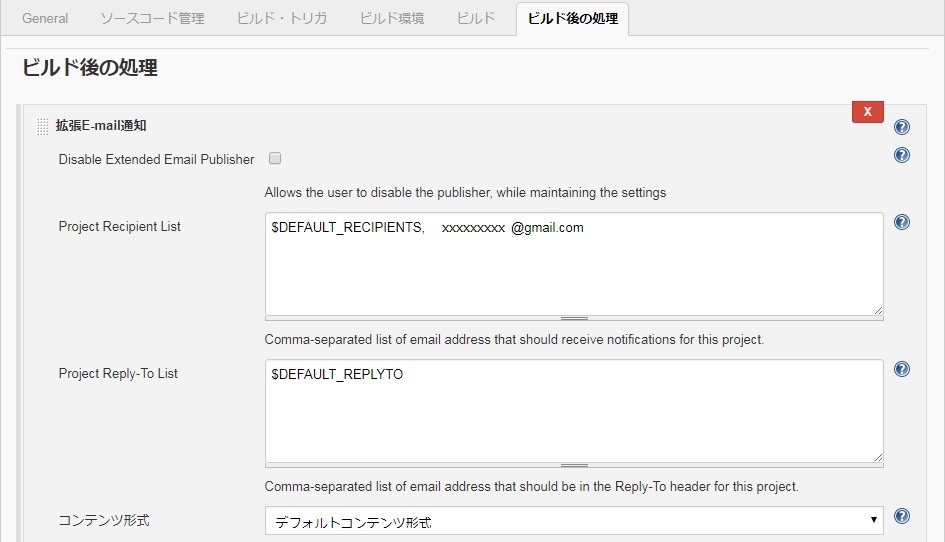 General ソースコード管理 ビルド・トリガ ビルド環境 ビルド ビルド後の処理
ビルド後の処理
X
拡張E-mail通知
Disable Extended Email Publisher
Allows the user to disable the publisher, while maintaining the settings
Project Recipient List
$DEFAULT_RECIPIENTS, xxxxxxxxx @gmail.com
Comma-separated list of email address that should receive notifications for this project.
Project Reply-To List
$DEFAULT_REPLYTO
Comma-separated list of email address that should be in the Reply-To header for this project.
コンテンツ形式
デフォルトコンテンツ形式